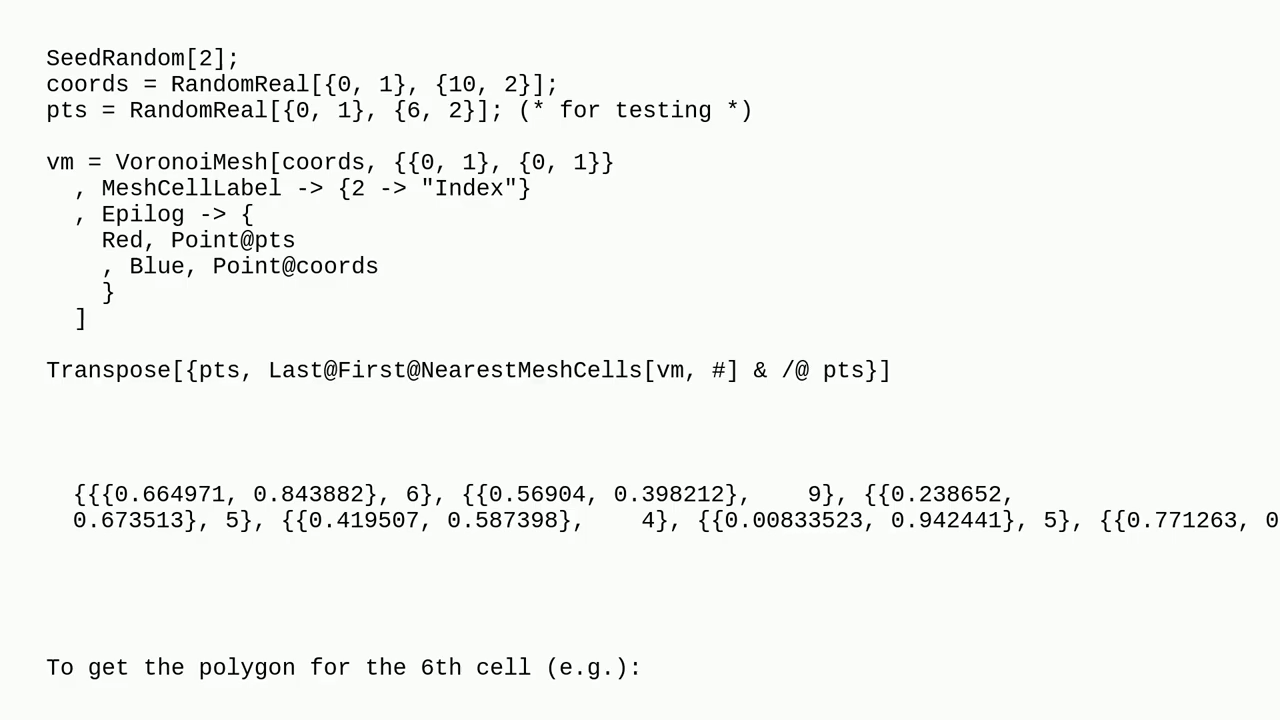 SeedRandom[2];
coords = RandomReal[{0, 1}, {10, 2}];
pts = RandomReal[{0, 1}, {6, 2}]; (* for testing *)
vm = VoronoiMesh[coords, {{0, 1}, {0, 1}}
, MeshCellLabel -> {2 -> "Index"}
, Epilog -> {
Red, Point@pts
, Blue, Point@coords
}
]
Transpose[{pts, Last@First@NearestMeshCells[vm, #] & /@ pts}]
{{{0.664971, 0.843882}, 6}, {{0.56904, 0.398212},    9}, {{0.238652,
0.673513}, 5}, {{0.419507, 0.587398},    4}, {{0.00833523, 0.942441}, 5}, {{0.771263, 0
To get the polygon for the 6th cell (e.g.):